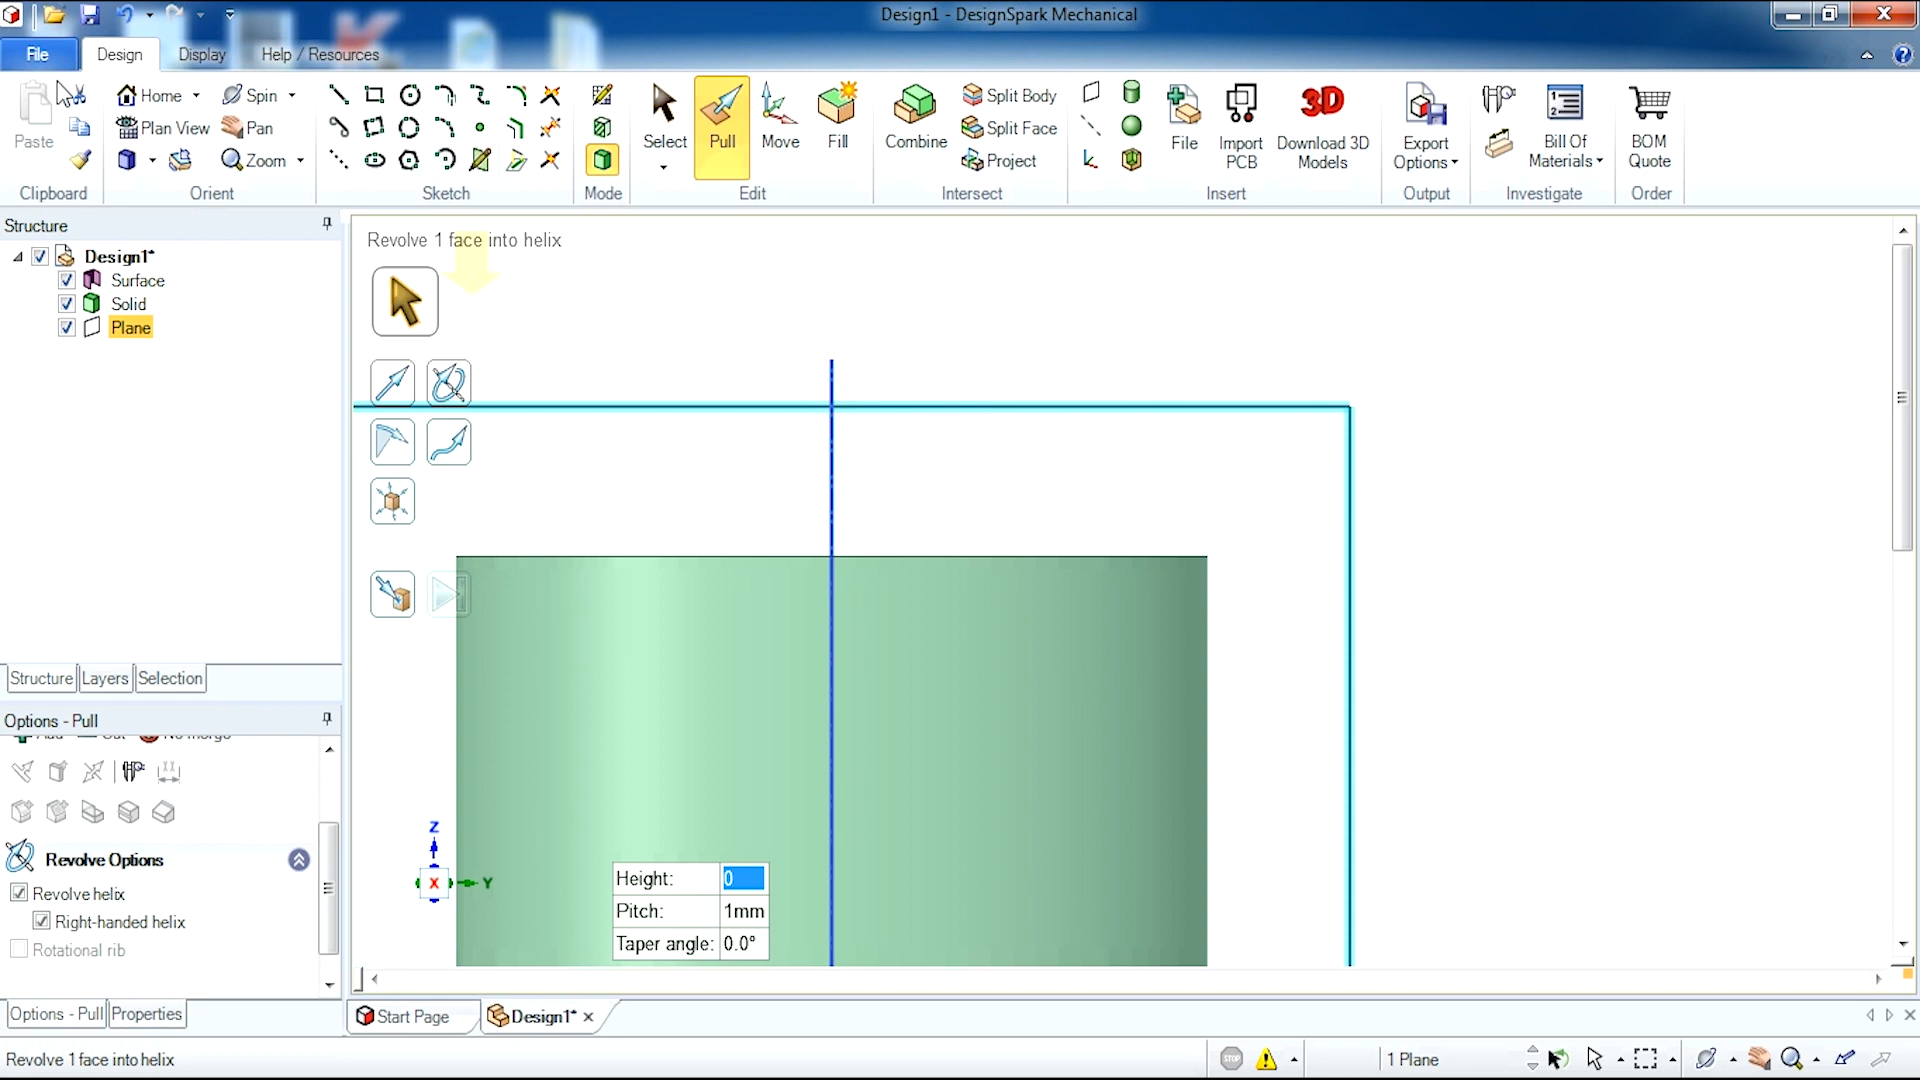 Design1 - DesignSpark Mechanical
File
Design
Display
Help / Resources
Paste
Clipboard
Home
Spin
Plan View
Pan
Zoom
Orient
Sketch
Mode
Select
Pull
Move
Fill
Edit
Combine
Split Body
Split Face
Project
Intersect
File
Import PCB
Download 3D Models
Insert
Export Options
Output
Bill Of Materials
Investigate
BOM Quote
Order
Structure
Design1*
Surface
Solid
Plane
Structure
Layers
Selection
Options - Pull
Revolve Options
Revolve helix
Right-handed helix
Rotational rib
Options - Pull
Properties
Revolve 1 face into helix
Z
X
Y
Height: 0
Pitch: 1mm
Taper angle: 0.0°
Start Page
Design1*
Revolve 1 face into helix
STOP
1 Plane